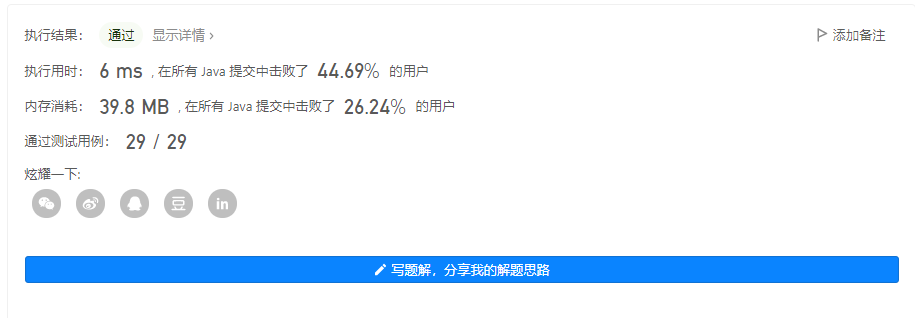 执行结果： 通过 显示详情 › 添加备注
执行用时： 6 ms , 在所有 Java 提交中击败了 44.69% 的用户
内存消耗： 39.8 MB , 在所有 Java 提交中击败了 26.24% 的用户
通过测试用例： 29 / 29
炫耀一下:
豆 in
写题解，分享我的解题思路